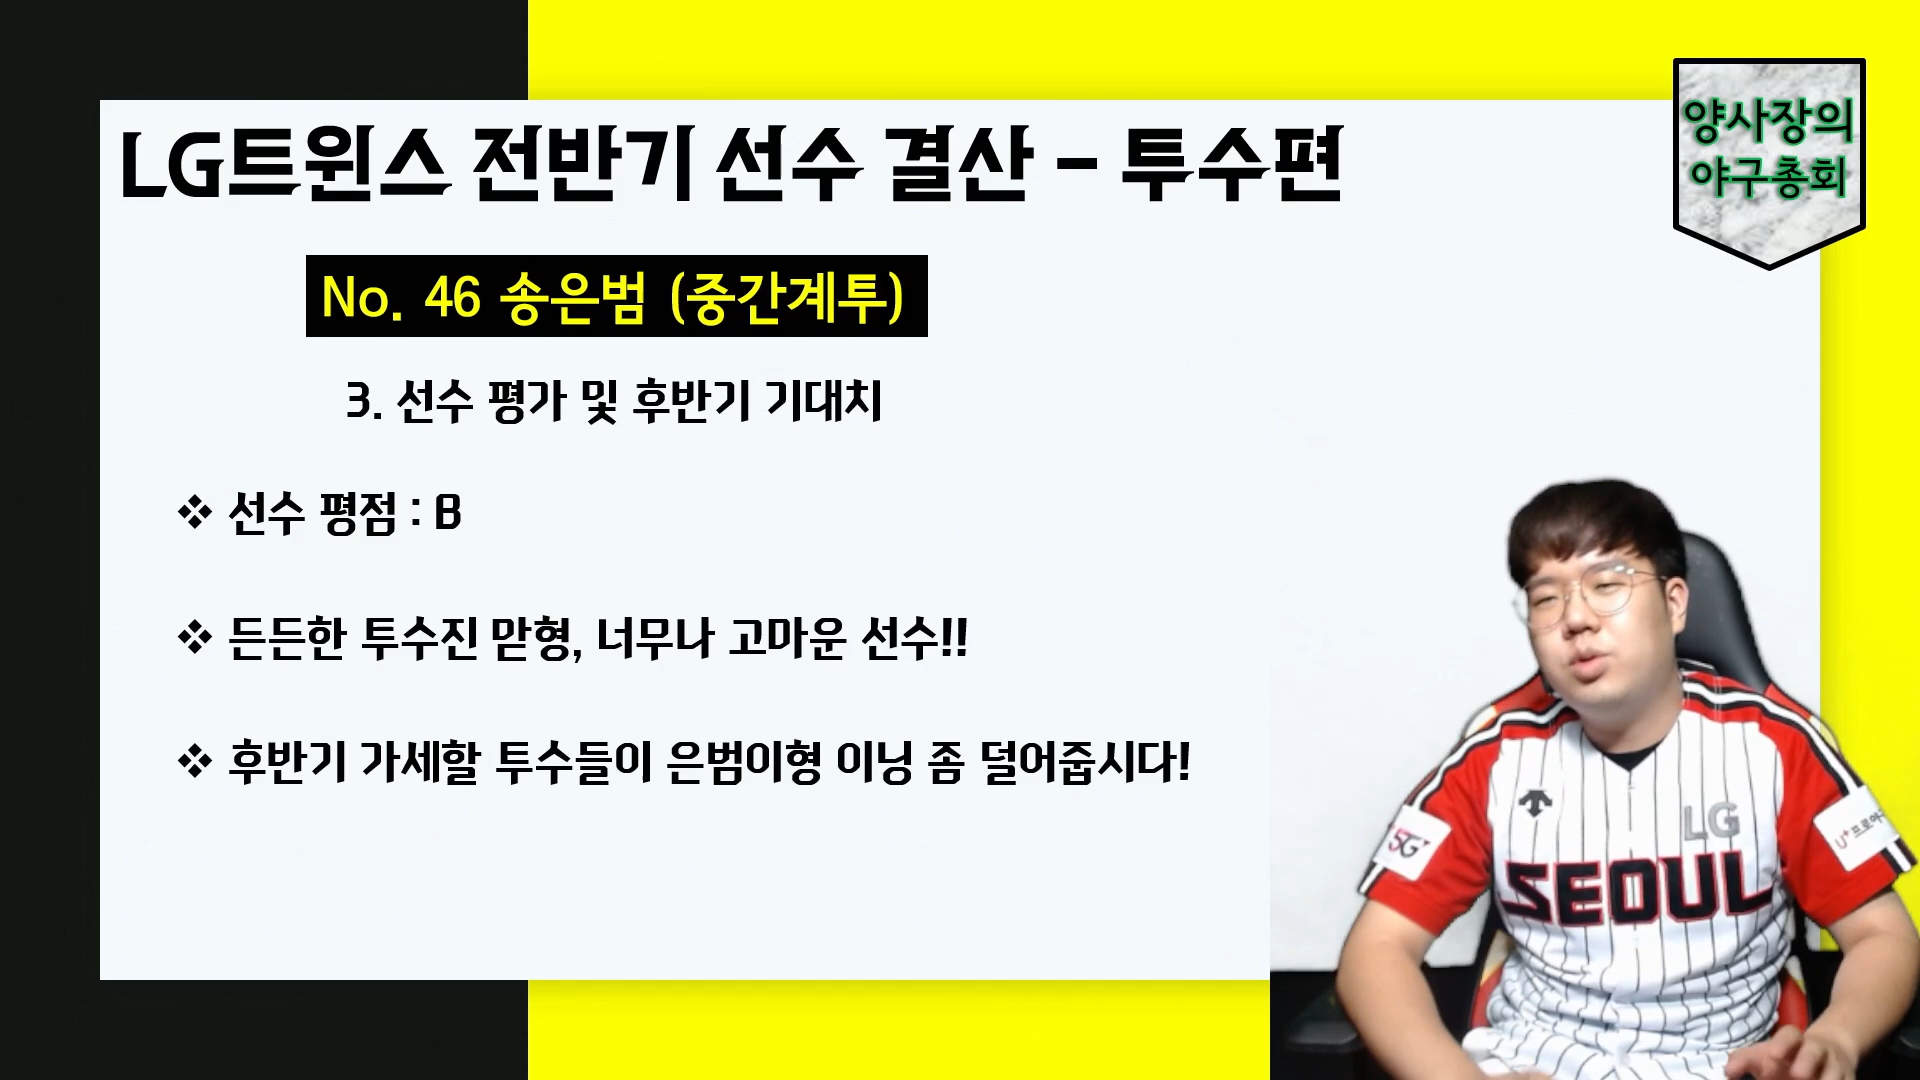 LG트윈스 전반기 선수 결산 - 투수편
양사장의
야구총회
No. 46 송은범 (중간계투)
3. 선수 평가 및 후반기 기대치
❖ 선수 평점 : B
❖ 든든한 투수진 맏형, 너무나 고마운 선수!!
❖ 후반기 가세할 투수들이 은범이형 이닝 좀 덜어줍시다!
5G
U+프로야
LG
SEOUL